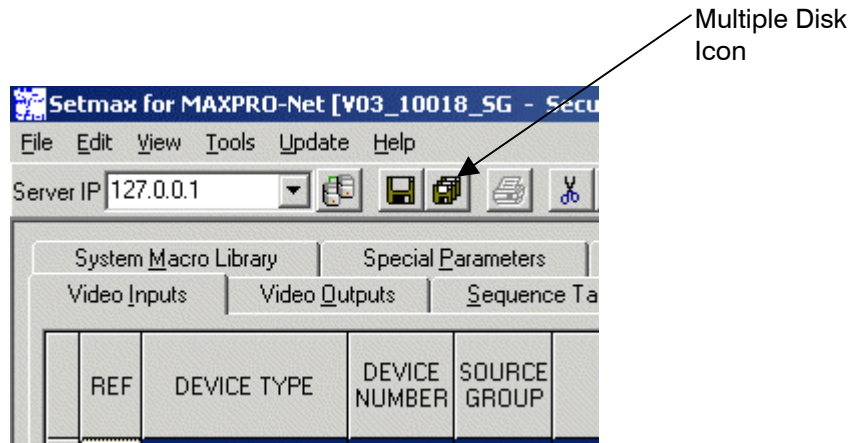 Multiple Disk
Icon
Setmax for MAXPRO-Net [V03_10018_SG - Secu
File Edit View Tools Update Help
Server IP 127.0.0.1
System Macro Library Special Parameters
Video Inputs Video Outputs Sequence Ta
REF DEVICE TYPE DEVICE NUMBER SOURCE GROUP